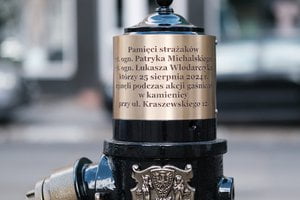 Pamięci strażaków
ogn. Patryka Michalskiego
ogn. Łukasza Włodarczyka
którzy 25 sierpnia 2024 r.
zginęli podczas akcji gaśniczej
w kamienicy
przy ul. Kraszewskiego 12